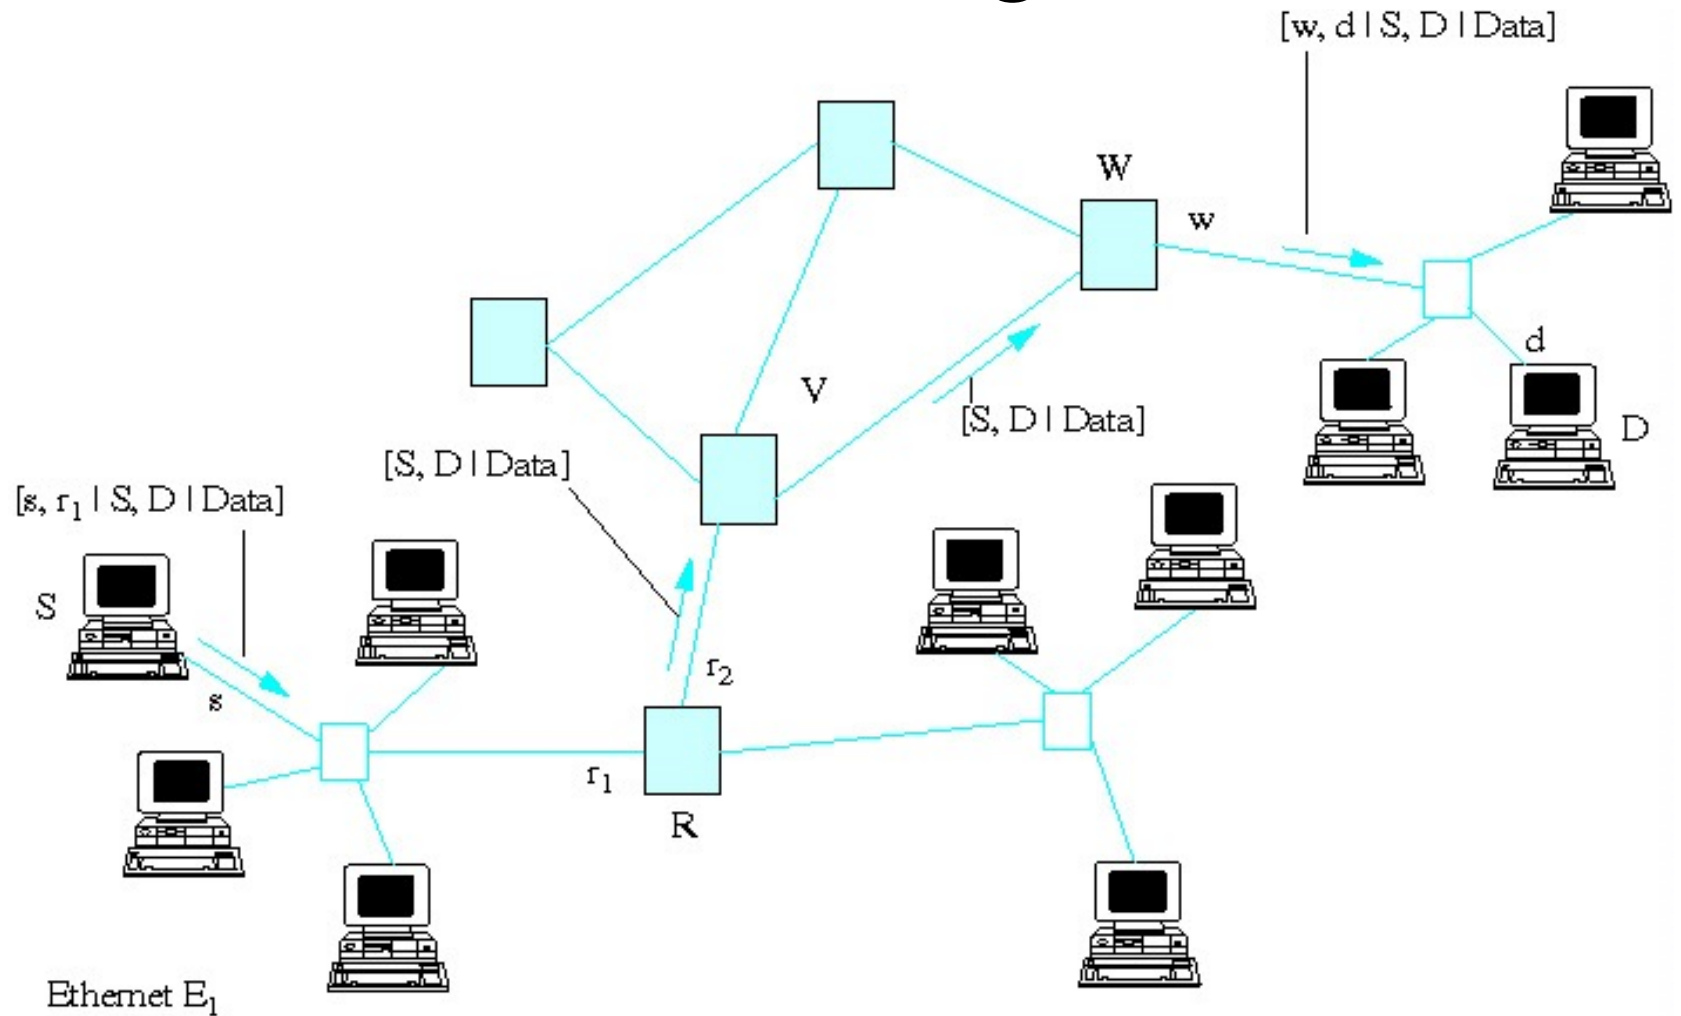 [w, d | S, D | Data]
W
w
d
V
[S, D | Data]
D
[S, D | Data]
[s, r₁ | S, D | Data]
S
s
r₂
r₁
R
Ethernet E₁